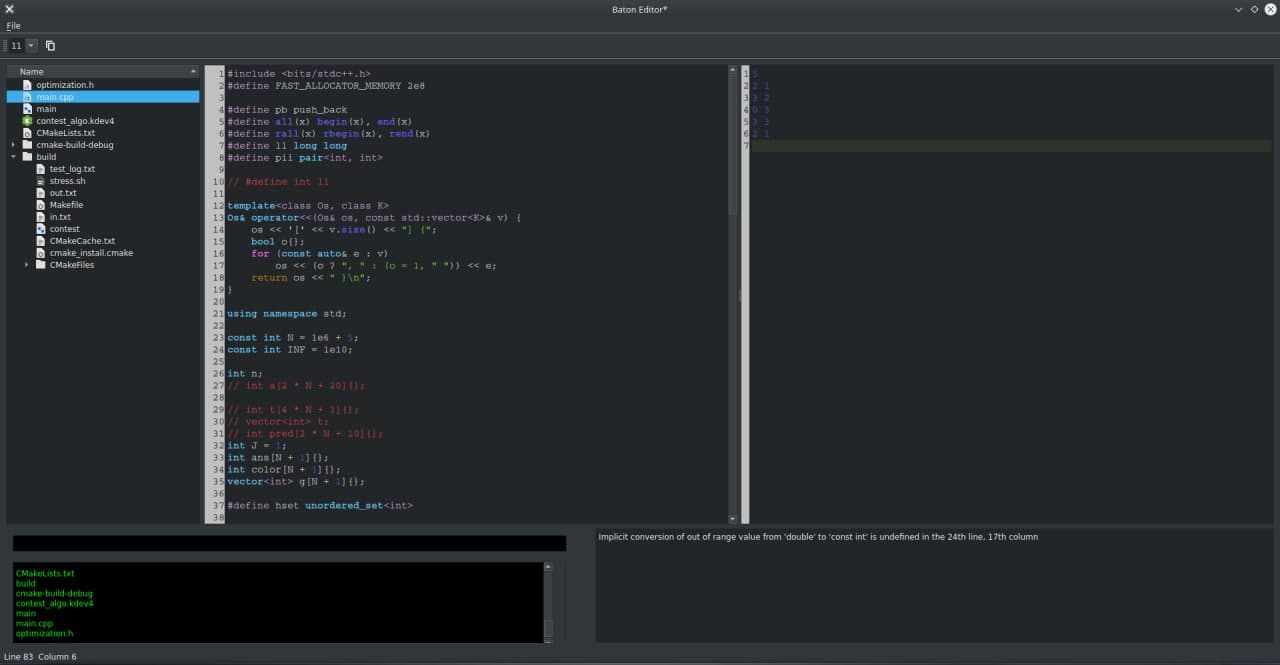 Baton Editor*
File
11
Name
optimization.h
main.cpp
main
contest_algo.kdev4
CMakeLists.txt
cmake-build-debug
build
test_log.txt
stress.sh
out.txt
Makefile
in.txt
contest
CMakeCache.txt
cmake_install.cmake
CMakeFiles
1 #include <bits/stdc++.h>
2 #define FAST_ALLOCATOR_MEMORY 2e8
3
4 #define pb push_back
5 #define all(x) begin(x), end(x)
6 #define rall(x) rbegin(x), rend(x)
7 #define ll long long
8 #define pii pair<int, int>
9
10 // #define int ll
11
12 template<class Os, class K>
13 Os& operator<<(Os& os, const std::vector<K>& v) {
14 os << '[' << v.size() << "] {";
15 bool o{};
16 for (const auto& e : v)
17 os << (o ? ", " : (o = 1, " ")) << e;
18 return os << " }\n";
19 }
20
21 using namespace std;
22
23 const int N = 1e6 + 5;
24 const int INF = 1e10;
25
26 int n;
27 // int a[2 * N + 20]{};
28
29 // int t[4 * N + 1]{};
30 // vector<int> t;
31 // int pred[2 * N + 10]{};
32 int J = 1;
33 int ans[N + 1]{};
34 int color[N + 1]{};
35 vector<int> g[N + 1]{};
36
37 #define hset unordered_set<int>
38
1
2 2 1
3 3 2
4 0 3
5 3
6 2 1
7
CMakeLists.txt
build
cmake-build-debug
contest_algo.kdev4
main
main.cpp
optimization.h
Implicit conversion of out of range value from 'double' to 'const int' is undefined in the 24th line, 17th column
Line 83 Column 6